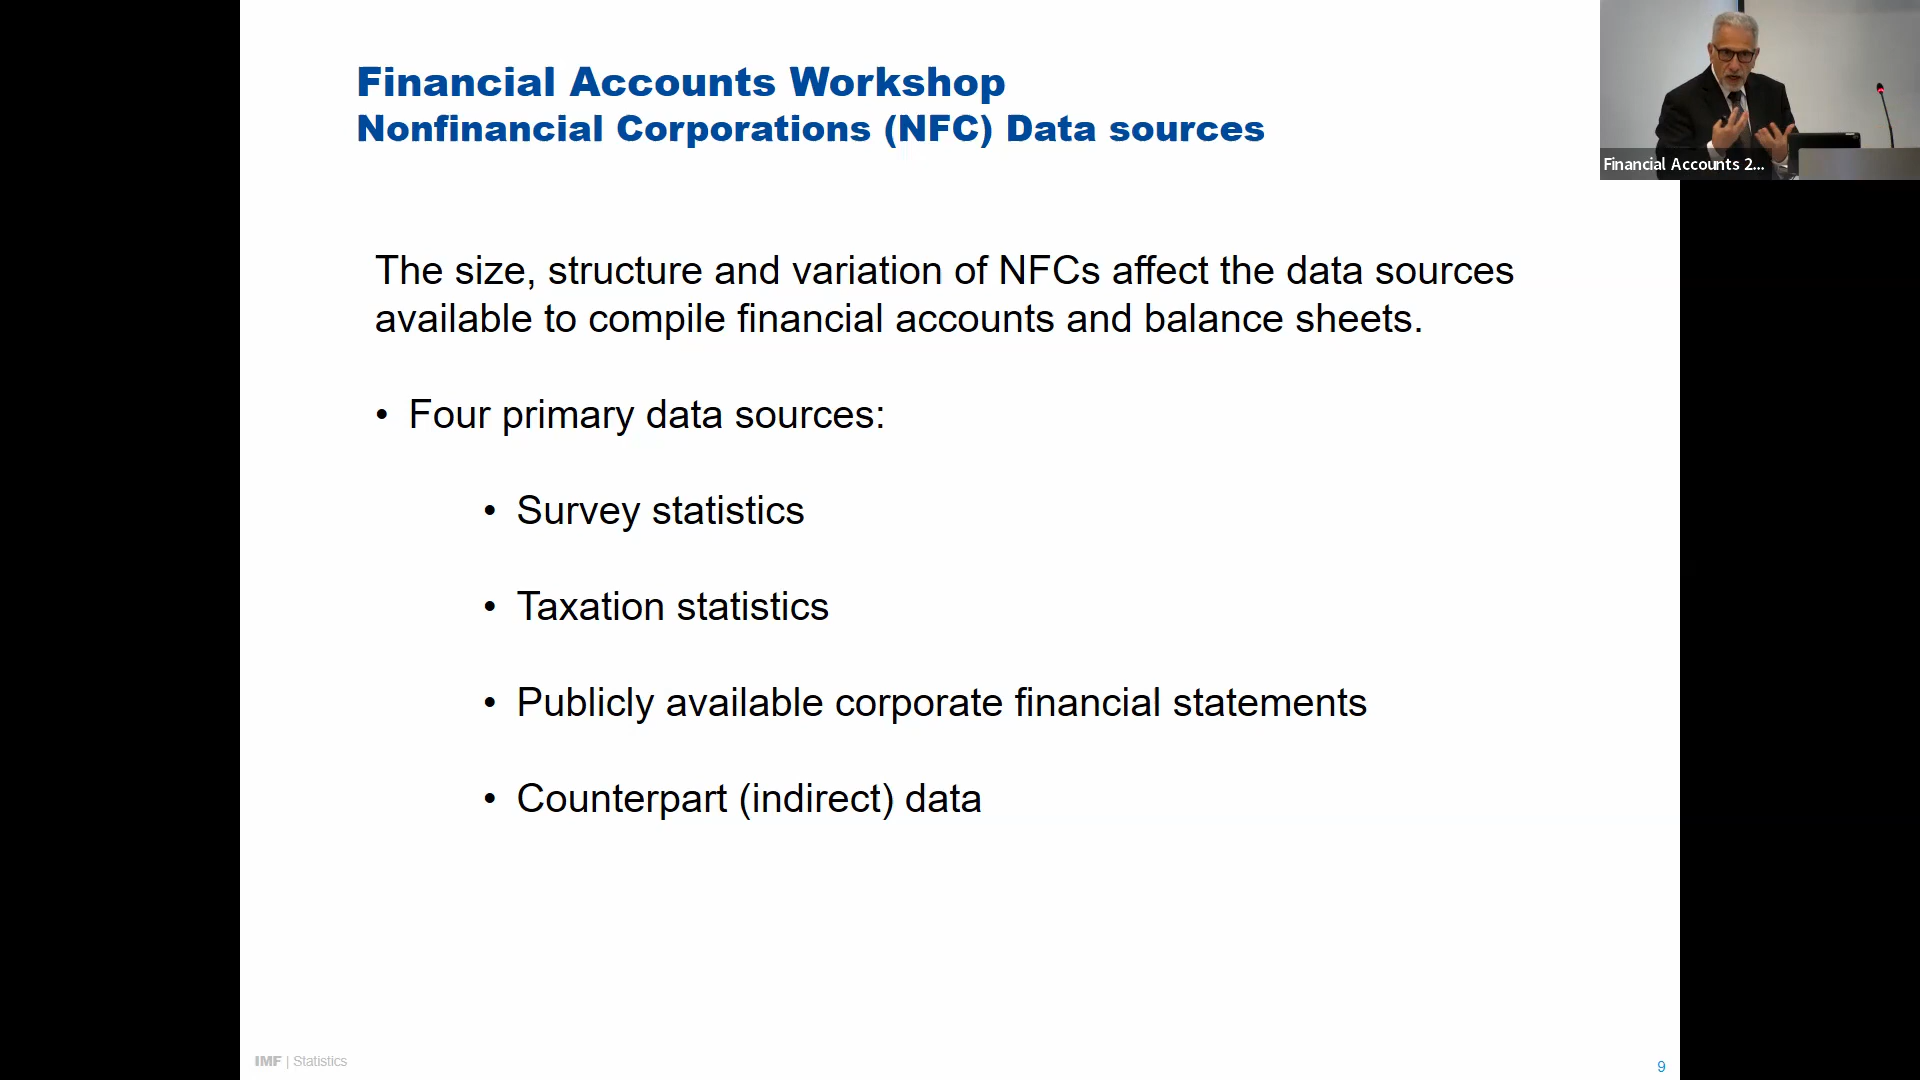 Financial Accounts Workshop
Nonfinancial Corporations (NFC) Data sources
Financial Accounts 2...
The size, structure and variation of NFCs affect the data sources
available to compile financial accounts and balance sheets.
• Four primary data sources:
• Survey statistics
• Taxation statistics
• Publicly available corporate financial statements
• Counterpart (indirect) data
IMF | Statistics
9